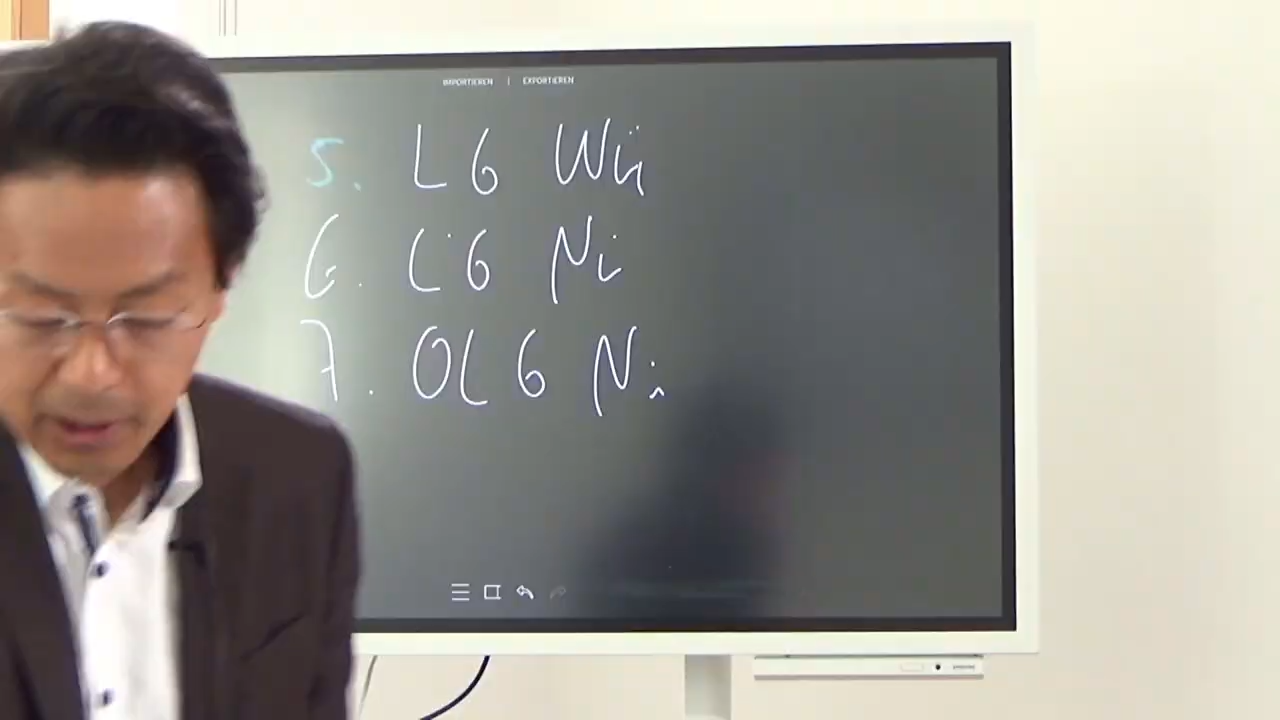 IMPORTIEREN | EXPORTIEREN
5. LG Wü
6. LG Ni
7. OLG Ni